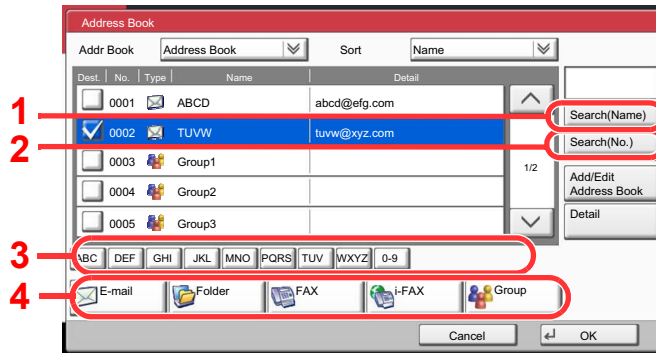 Address Book
Addr Book Address Book Sort Name
Dest. No. Type Name Detail
0001 ABCD abcd@efg.com
1 Search(Name)
0002 TUVW tuvw@xyz.com
2 Search(No.)
0003 Group1
1/2
Add/Edit
Address Book
0004 Group2
0005 Group3
Detail
3 ABC DEF GHI JKL MNO PQRS TUV WXYZ 0-9
4 E-mail Folder FAX i-FAX Group
Cancel OK